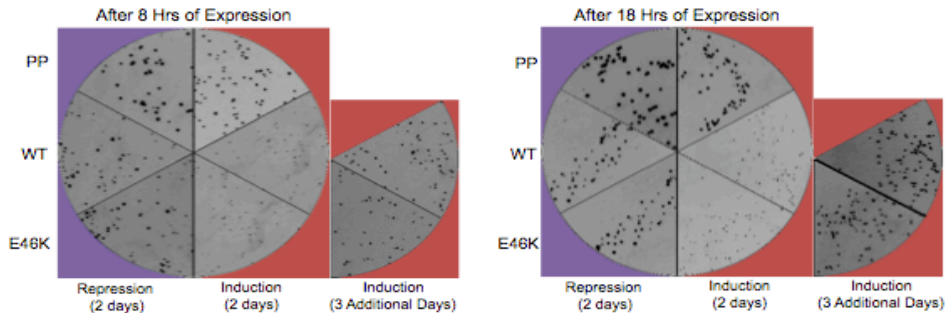 After 8 Hrs of Expression
PP
WT
E46K
Repression
(2 days)
Induction
(2 days)
Induction
(3 Additional Days)
After 18 Hrs of Expression
PP
WT
E46K
Repression
(2 days)
Induction
(2 days)
Induction
(3 Additional Days)